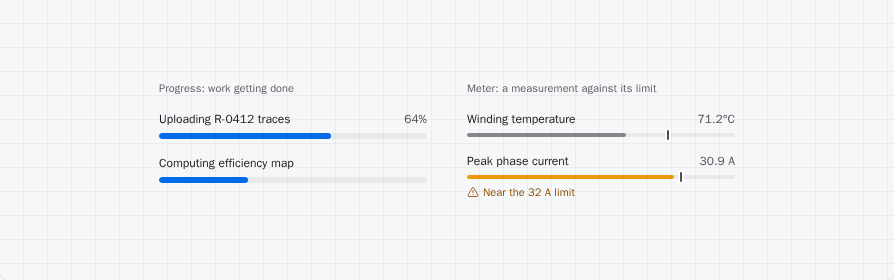 Progress: work getting done
Uploading R-0412 traces 64%
Computing efficiency map
Meter: a measurement against its limit
Winding temperature 71.2°C
Peak phase current 30.9 A
Near the 32 A limit